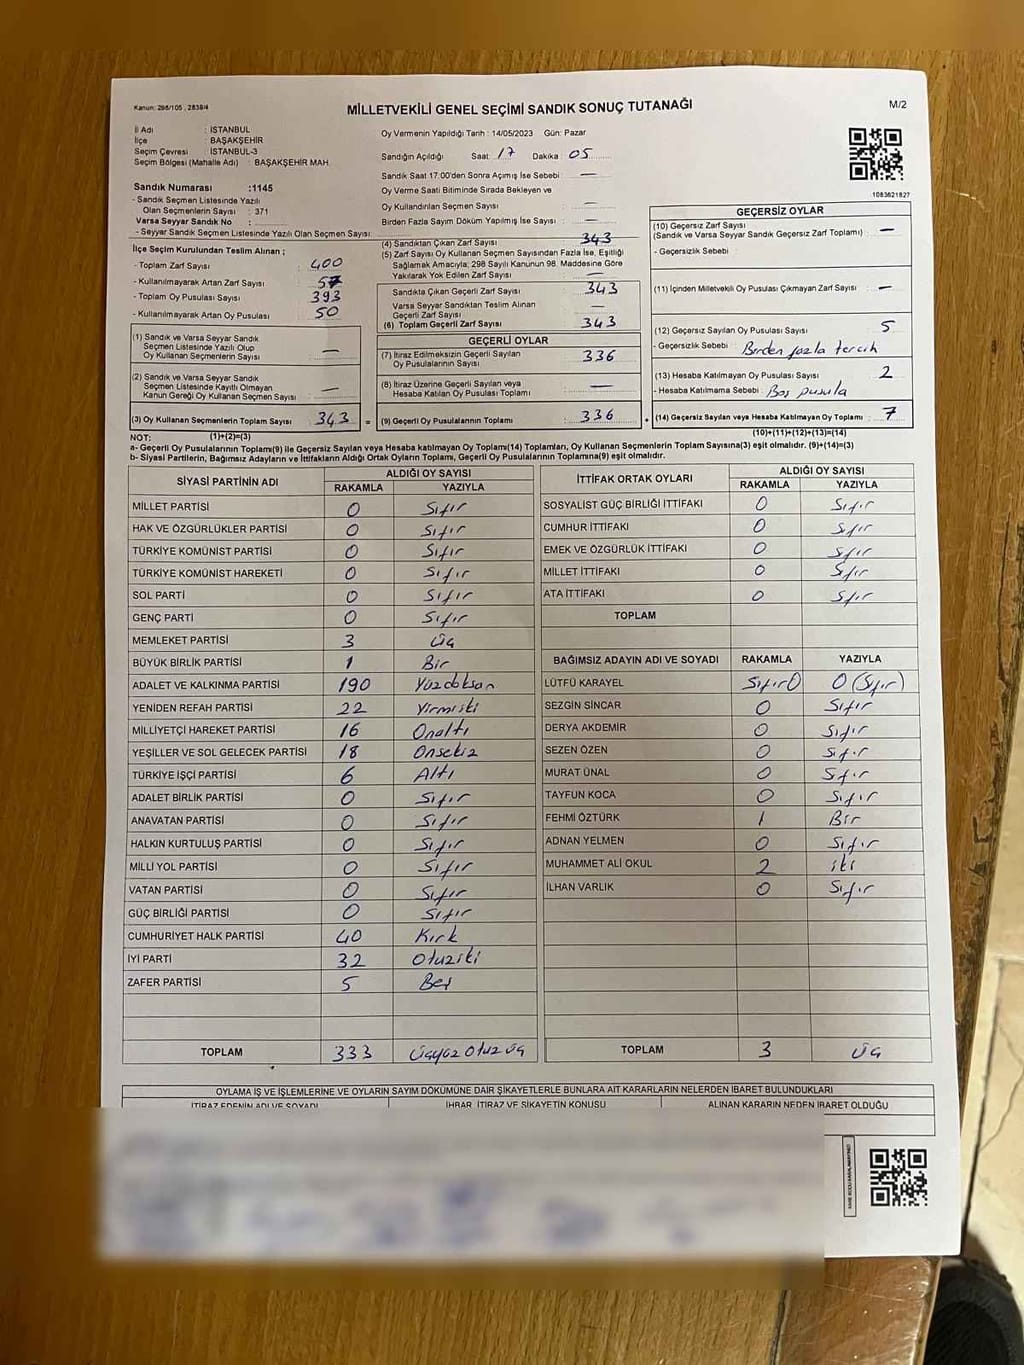 Kanun: 298/105 , 2839/4
MİLLETVEKİLİ GENEL SEÇİMİ SANDIK SONUÇ TUTANAĞI
M/2
İl Adı : İSTANBUL
İlçe : BAŞAKŞEHİR
Seçim Çevresi : İSTANBUL-3
Seçim Bölgesi (Mahalle Adı) : BAŞAKŞEHİR MAH.
Sandık Numarası :1145
- Sandık Seçmen Listesinde Yazılı
Olan Seçmenlerin Sayısı : 371
Varsa Seyyar Sandık No :
- Seyyar Sandık Seçmen Listesinde Yazılı Olan Seçmen Sayısı:
Oy Vermenin Yapıldığı Tarih : 14/05/2023 Gün: Pazar
Sandığın Açıldığı Saat: 17 Dakika 05
Sandık Saat 17.00'den Sonra Açılmış İse Sebebi : —
Oy Verme Saati Bitiminde Sırada Bekleyen ve
Oy Kullandırılan Seçmen Sayısı : —
Birden Fazla Sayım Döküm Yapılmış İse Sayısı : —
1083621827
İlçe Seçim Kurulundan Teslim Alınan ;
- Toplam Zarf Sayısı : 400
- Kullanılmayarak Artan Zarf Sayısı : 57
- Toplam Oy Pusulası Sayısı : 393
- Kullanılmayarak Artan Oy Pusulası : 50
(1) Sandık ve Varsa Seyyar Sandık
Seçmen Listesinde Yazılı Olup
Oy Kullanan Seçmenlerin Sayısı : —
(2) Sandık ve Varsa Seyyar Sandık
Seçmen Listesinde Kayıtlı Olmayan
Kanun Gereği Oy Kullanan Seçmen Sayısı : —
(3) Oy Kullanan Seçmenlerin Toplam Sayısı : 343
(1)+(2)=(3)
(4) Sandıktan Çıkan Zarf Sayısı : 343
(5) Zarf Sayısı Oy Kullanan Seçmen Sayısından Fazla İse, Eşitliği
Sağlamak Amacıyla; 298 Sayılı Kanunun 98. Maddesine Göre
Yakılarak Yok Edilen Zarf Sayısı : —
Sandıkta Çıkan Geçerli Zarf Sayısı : 343
Varsa Seyyar Sandıktan Teslim Alınan
Geçerli Zarf Sayısı : —
(6) Toplam Geçerli Zarf Sayısı : 343
GEÇERLİ OYLAR
(7) İtiraz Edilmeksizin Geçerli Sayılan
Oy Pusulalarının Sayısı : 336
(8) İtiraz Üzerine Geçerli Sayılan veya
Hesaba Katılan Oy Pusulası Toplamı : —
= (9) Geçerli Oy Pusulalarının Toplamı : 336
GEÇERSİZ OYLAR
(10) Geçersiz Zarf Sayısı
(Sandık ve Varsa Seyyar Sandık Geçersiz Zarf Toplamı) : —
- Geçersizlik Sebebi :
(11) İçinden Milletvekili Oy Pusulası Çıkmayan Zarf Sayısı : —
(12) Geçersiz Sayılan Oy Pusulası Sayısı : 5
- Geçersizlik Sebebi : Birden fazla tercih
(13) Hesaba Katılmayan Oy Pusulası Sayısı : 2
- Hesaba Katılmama Sebebi : Boş pusula
+ (14) Geçersiz Sayılan veya Hesaba Katılmayan Oy Toplamı : 7
(10)+(11)+(12)+(13)=(14)
NOT:
a- Geçerli Oy Pusulalarının Toplamı(9) ile Geçersiz Sayılan veya Hesaba katılmayan Oy Toplamı(14) Toplamları, Oy Kullanan Seçmenlerin Toplam Sayısına(3) eşit olmalıdır. (9)+(14)=(3)
b- Siyasi Partilerin, Bağımsız Adayların ve İttifakların Aldığı Ortak Oyların Toplamı, Geçerli Oy Pusulalarının Toplamına(9) eşit olmalıdır.
SİYASİ PARTİNİN ADI ALDIĞI OY SAYISI
RAKAMLA YAZIYLA
MİLLET PARTİSİ 0 Sıfır
HAK VE ÖZGÜRLÜKLER PARTİSİ 0 Sıfır
TÜRKİYE KOMÜNİST PARTİSİ 0 Sıfır
TÜRKİYE KOMÜNİST HAREKETİ 0 Sıfır
SOL PARTİ 0 Sıfır
GENÇ PARTİ 0 Sıfır
MEMLEKET PARTİSİ 3 Üç
BÜYÜK BİRLİK PARTİSİ 1 Bir
ADALET VE KALKINMA PARTİSİ 190 Yüzdoksan
YENİDEN REFAH PARTİSİ 22 Yirmiiki
MİLLİYETÇİ HAREKET PARTİSİ 16 Onaltı
YEŞİLLER VE SOL GELECEK PARTİSİ 18 Onsekiz
TÜRKİYE İŞÇİ PARTİSİ 6 Altı
ADALET BİRLİK PARTİSİ 0 Sıfır
ANAVATAN PARTİSİ 0 Sıfır
HALKIN KURTULUŞ PARTİSİ 0 Sıfır
MİLLİ YOL PARTİSİ 0 Sıfır
VATAN PARTİSİ 0 Sıfır
GÜÇ BİRLİĞİ PARTİSİ 0 Sıfır
CUMHURİYET HALK PARTİSİ 40 Kırk
İYİ PARTİ 32 Otuziki
ZAFER PARTİSİ 5 Beş
TOPLAM 333 Üçyüz Otuz Üç
İTTİFAK ORTAK OYLARI ALDIĞI OY SAYISI
RAKAMLA YAZIYLA
SOSYALİST GÜÇ BİRLİĞİ İTTİFAKI 0 Sıfır
CUMHUR İTTİFAKI 0 Sıfır
EMEK VE ÖZGÜRLÜK İTTİFAKI 0 Sıfır
MİLLET İTTİFAKI 0 Sıfır
ATA İTTİFAKI 0 Sıfır
TOPLAM
BAĞIMSIZ ADAYIN ADI VE SOYADI RAKAMLA YAZIYLA
LÜTFÜ KARAYEL Sıfır0 0 (Sıfır)
SEZGİN SİNCAR 0 Sıfır
DERYA AKDEMİR 0 Sıfır
SEZEN ÖZEN 0 Sıfır
MURAT ÜNAL 0 Sıfır
TAYFUN KOCA 0 Sıfır
FEHMİ ÖZTÜRK 1 Bir
ADNAN YELMEN 0 Sıfır
MUHAMMET ALİ OKUL 2 iki
İLHAN VARLIK 0 Sıfır
TOPLAM 3 Üç
OYLAMA İŞ VE İŞLEMLERİNE VE OYLARIN SAYIM DÖKÜMÜNE DAİR ŞİKAYETLERLE BUNLARA AİT KARARLARIN NELERDEN İBARET BULUNDUKLARI
İTİRAZ EDENİN ADI VE SOYADI İHBAR, İTİRAZ VE ŞİKAYETİN KONUSU ALINAN KARARIN NEDEN İBARET OLDUĞU